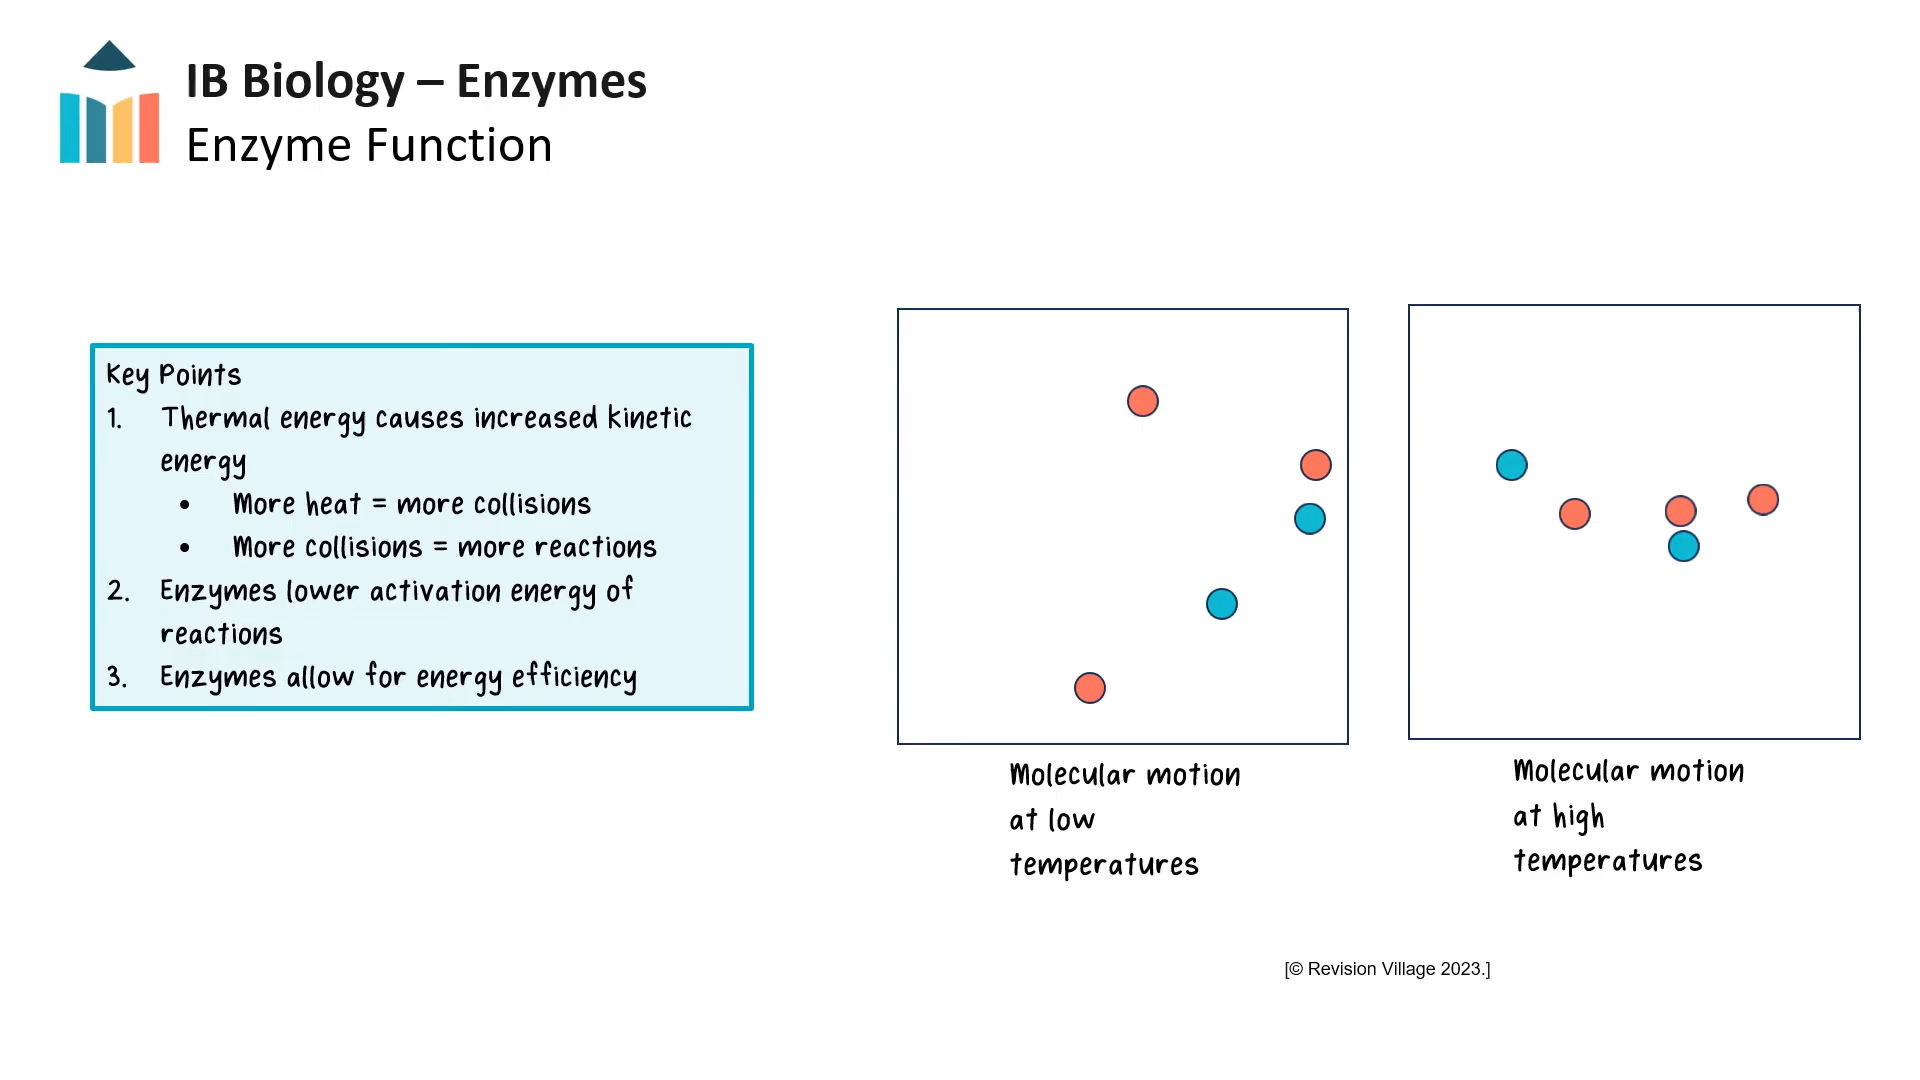 IB Biology – Enzymes
Enzyme Function
Key Points
1. Thermal energy causes increased kinetic
energy
• More heat = more collisions
• More collisions = more reactions
2. Enzymes lower activation energy of
reactions
3. Enzymes allow for energy efficiency
Molecular motion
at low
temperatures
Molecular motion
at high
temperatures
[© Revision Village 2023.]